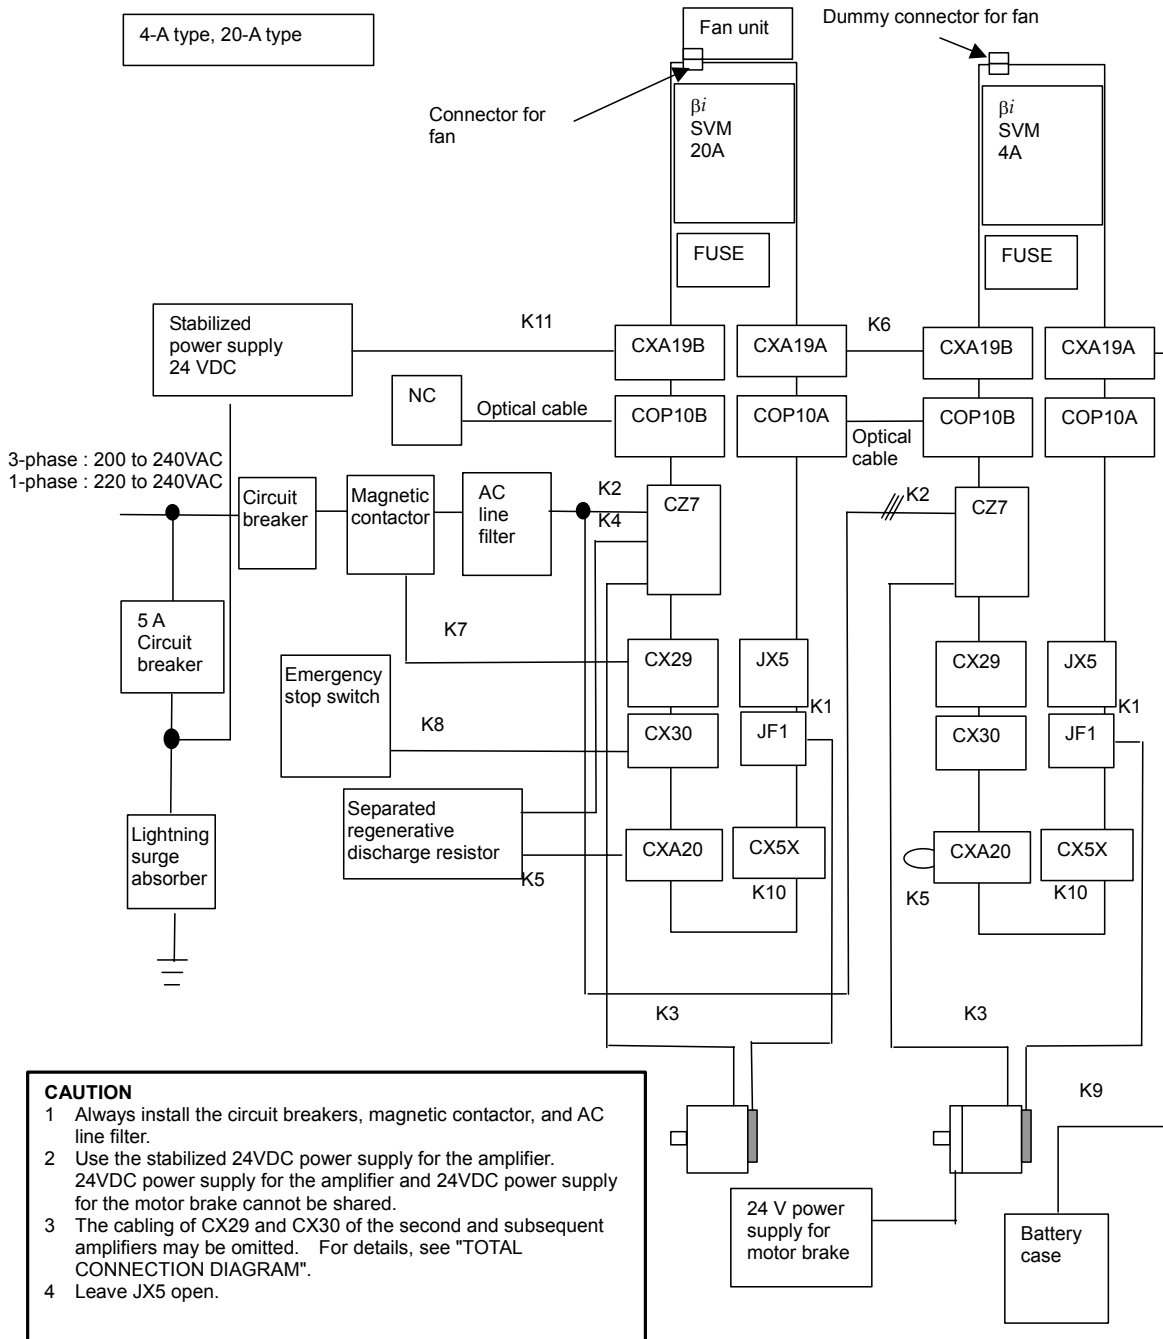 4-A type, 20-A type
Fan unit
Dummy connector for fan
Connector for
fan
βi
SVM
20A
βi
SVM
4A
FUSE
FUSE
Stabilized
power supply
24 VDC
K11
CXA19B
CXA19A
K6
CXA19B
CXA19A
NC
Optical cable
COP10B
COP10A
Optical
cable
COP10B
COP10A
3-phase : 200 to 240VAC
1-phase : 220 to 240VAC
Circuit
breaker
Magnetic
contactor
AC
line
filter
K2
K4
CZ7
K2
CZ7
5 A
Circuit
breaker
K7
Emergency
stop switch
K8
CX29
JX5
CX29
JX5
K1
K1
CX30
JF1
CX30
JF1
Lightning
surge
absorber
Separated
regenerative
discharge resistor
K5
CXA20
CX5X
K10
CXA20
CX5X
K5
K10
K3
K3
K9
CAUTION
1 Always install the circuit breakers, magnetic contactor, and AC
line filter.
2 Use the stabilized 24VDC power supply for the amplifier.
24VDC power supply for the amplifier and 24VDC power supply
for the motor brake cannot be shared.
3 The cabling of CX29 and CX30 of the second and subsequent
amplifiers may be omitted. For details, see "TOTAL
CONNECTION DIAGRAM".
4 Leave JX5 open.
24 V power
supply for
motor brake
Battery
case